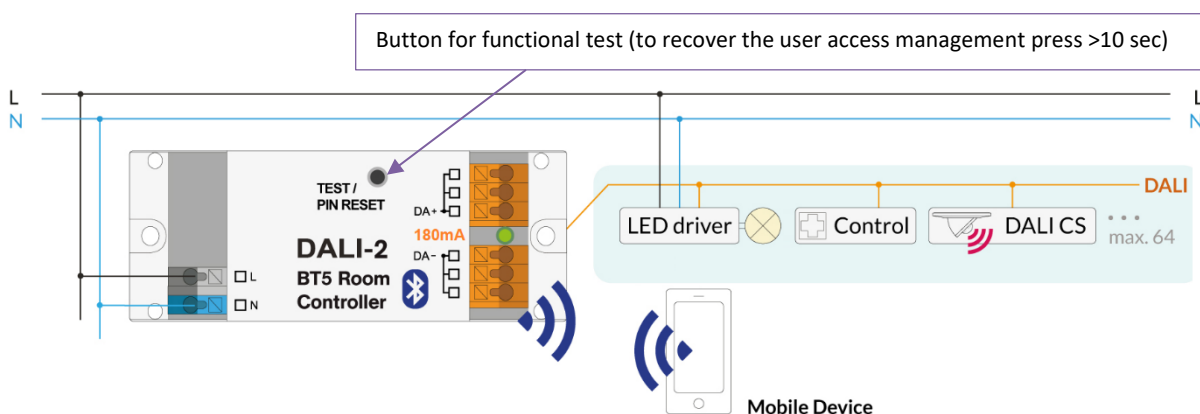 Button for functional test (to recover the user access management press >10 sec)
L
L
N
N
TEST /
PIN RESET
DA+
180mA
DALI-2
DA−
BT5 Room
Controller
L
N
DALI
LED driver
Control
DALI CS
max. 64
Mobile Device